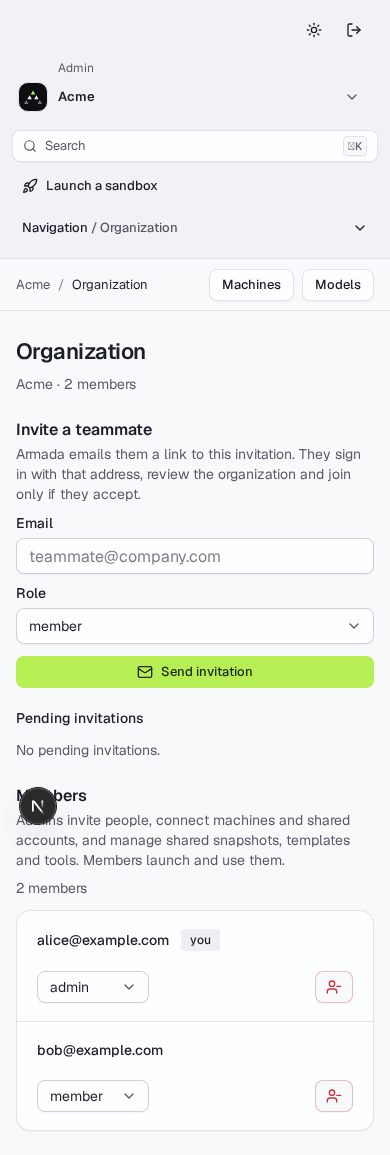 Admin
Acme
Search
K
Launch a sandbox
Navigation / Organization
Acme / Organization
Machines
Models
Organization
Acme · 2 members
Invite a teammate
Armada emails them a link to this invitation. They sign
in with that address, review the organization and join
only if they accept.
Email
teammate@company.com
Role
member
Send invitation
Pending invitations
No pending invitations.
Members
N
Admins invite people, connect machines and shared
accounts, and manage shared snapshots, templates
and tools. Members launch and use them.
2 members
alice@example.com you
admin
bob@example.com
member